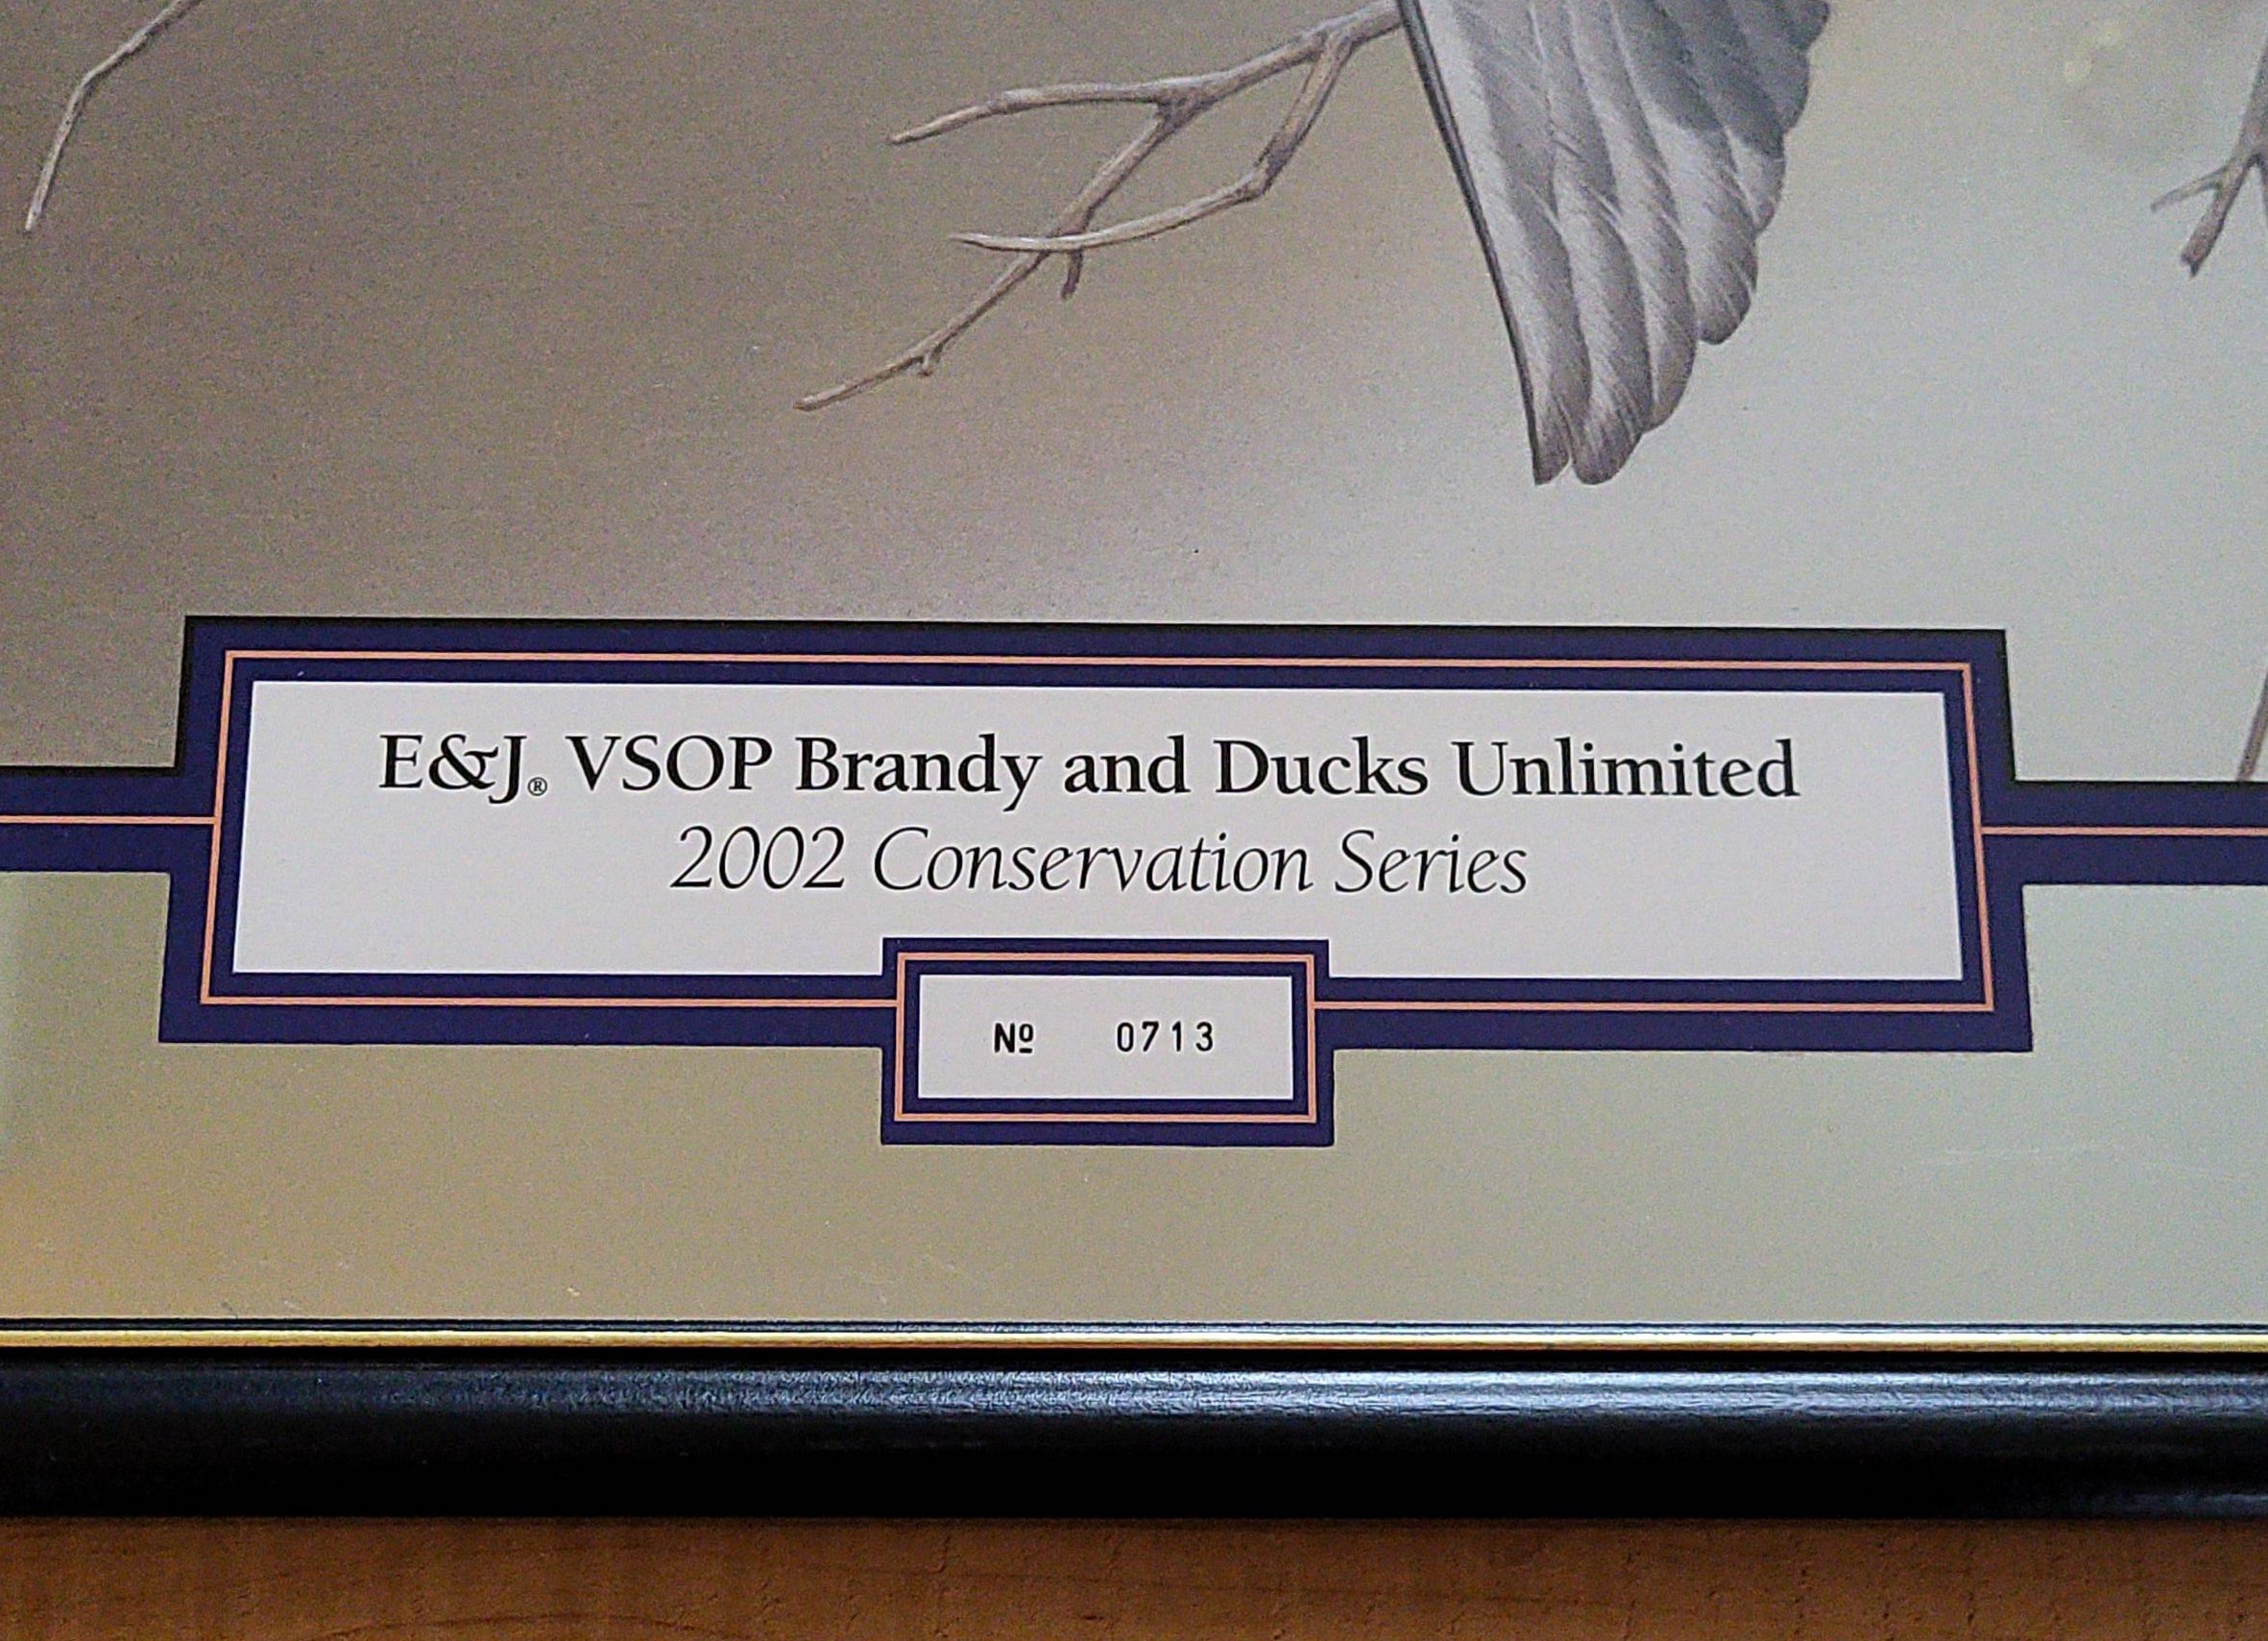 E&J® VSOP Brandy and Ducks Unlimited
2002 Conservation Series
Nº 0713